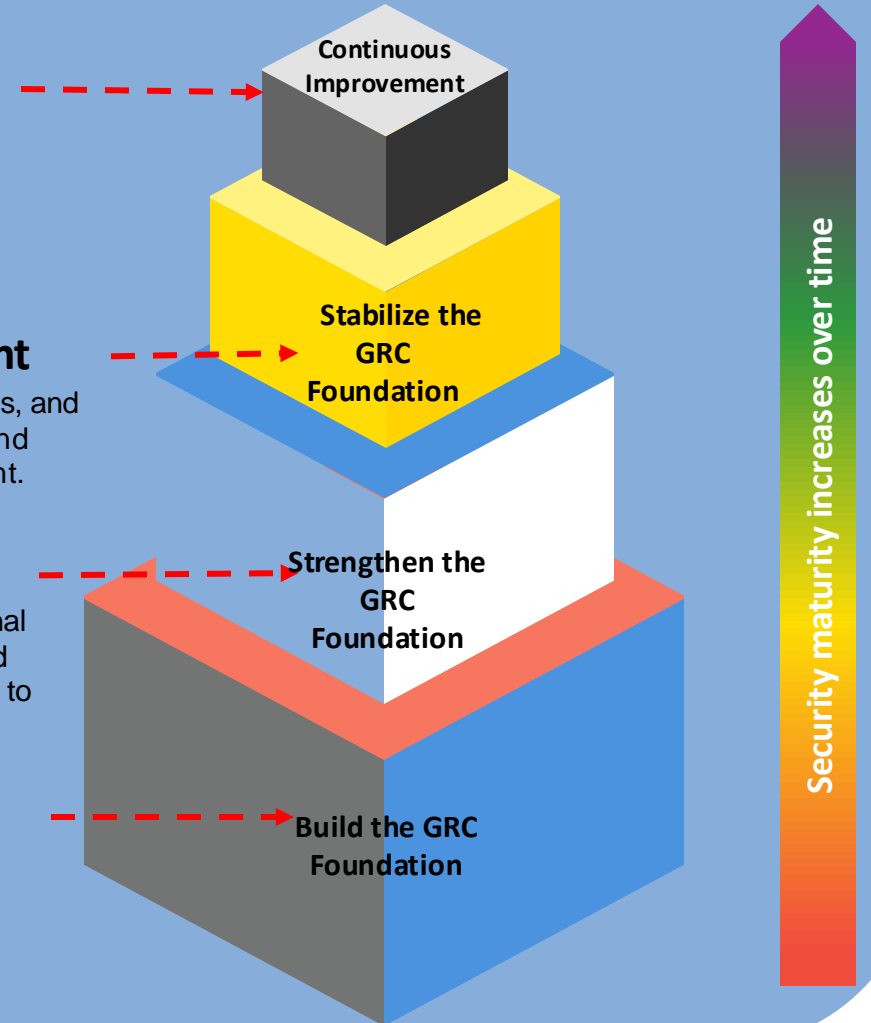 Continuous
Improvement
Stabilize the
GRC
Foundation
nt
s, and
nd
nt.
Strengthen the
GRC
Foundation
nal
d
to
Build the GRC
Foundation
Security maturity increases over time